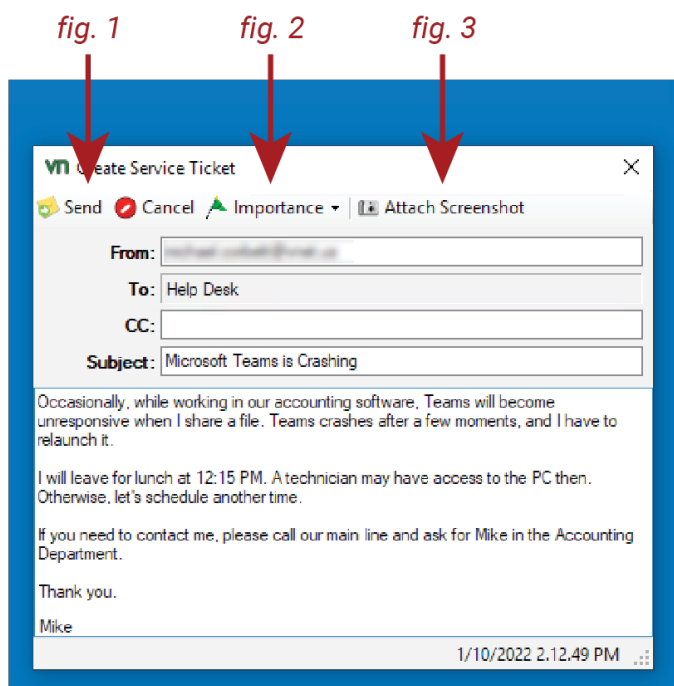 fig. 1 fig. 2 fig. 3
VN Create Service Ticket
Send Cancel Importance Attach Screenshot
From:
To: Help Desk
CC:
Subject: Microsoft Teams is Crashing
Occasionally, while working in our accounting software, Teams will become
unresponsive when I share a file. Teams crashes after a few moments, and I have to
relaunch it.
I will leave for lunch at 12:15 PM. A technician may have access to the PC then.
Otherwise, let's schedule another time.
If you need to contact me, please call our main line and ask for Mike in the Accounting
Department.
Thank you.
Mike
1/10/2022 2.12.49 PM